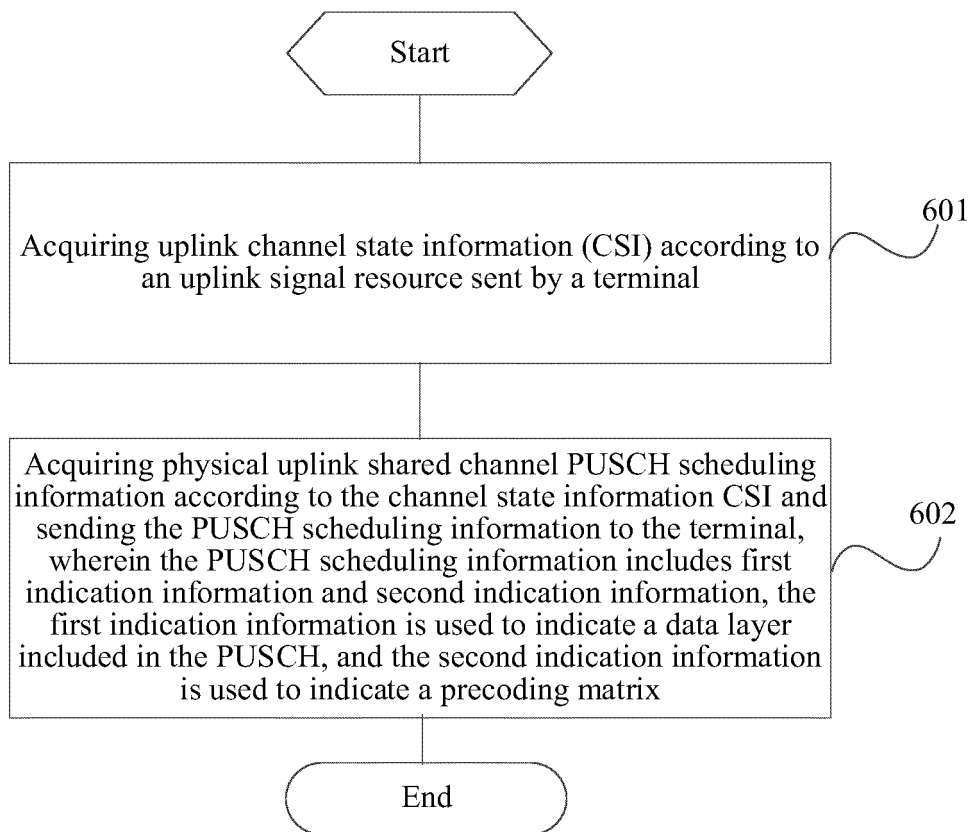 Start
Acquiring uplink channel state information (CSI) according to
an uplink signal resource sent by a terminal
601
Acquiring physical uplink shared channel PUSCH scheduling
information according to the channel state information CSI and
sending the PUSCH scheduling information to the terminal,
wherein the PUSCH scheduling information includes first
indication information and second indication information, the
first indication information is used to indicate a data layer
included in the PUSCH, and the second indication information
is used to indicate a precoding matrix
602
End